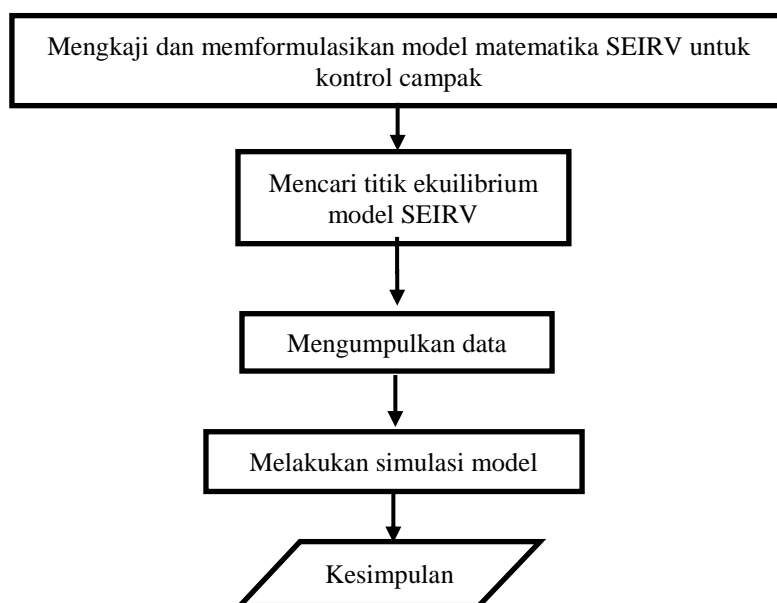 Mengkaji dan memformulasikan model matematika SEIRV untuk
kontrol campak
Mencari titik ekuilibrium
model SEIRV
Mengumpulkan data
Melakukan simulasi model
Kesimpulan